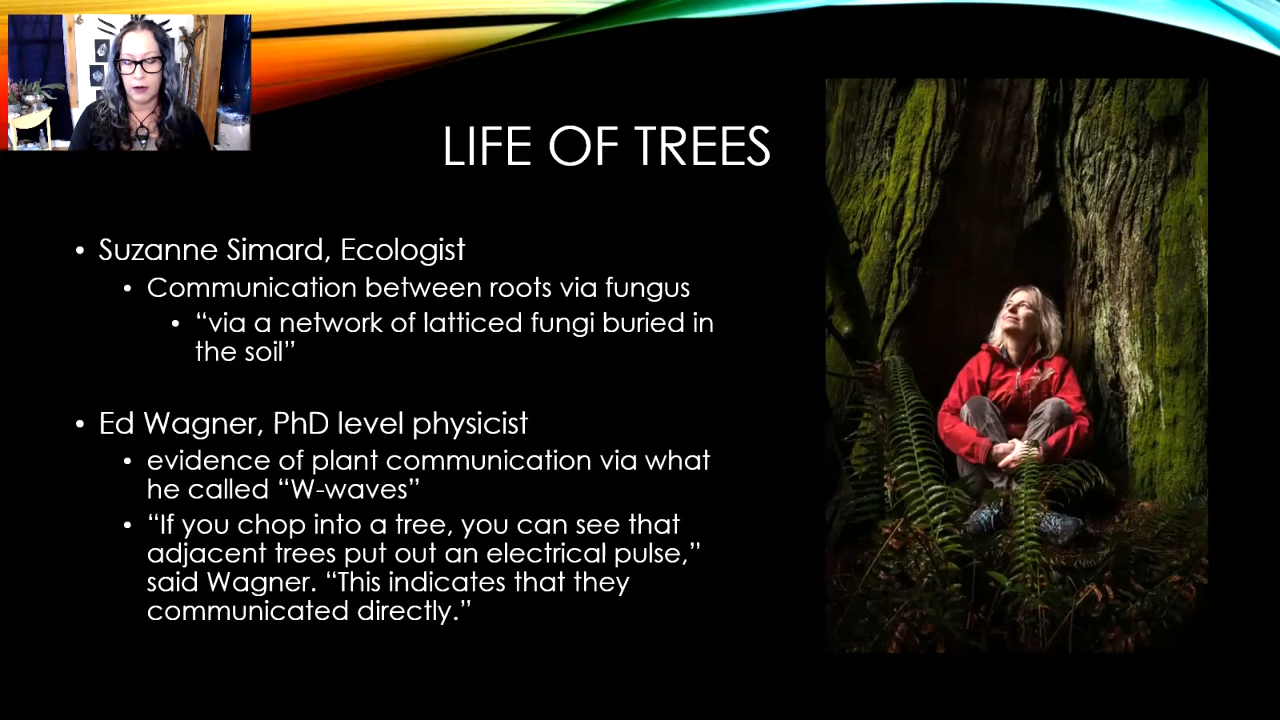 LIFE OF TREES
• Suzanne Simard, Ecologist
• Communication between roots via fungus
• “via a network of latticed fungi buried in
the soil”
• Ed Wagner, PhD level physicist
• evidence of plant communication via what
he called “W-waves”
• “If you chop into a tree, you can see that
adjacent trees put out an electrical pulse,”
said Wagner. “This indicates that they
communicated directly.”